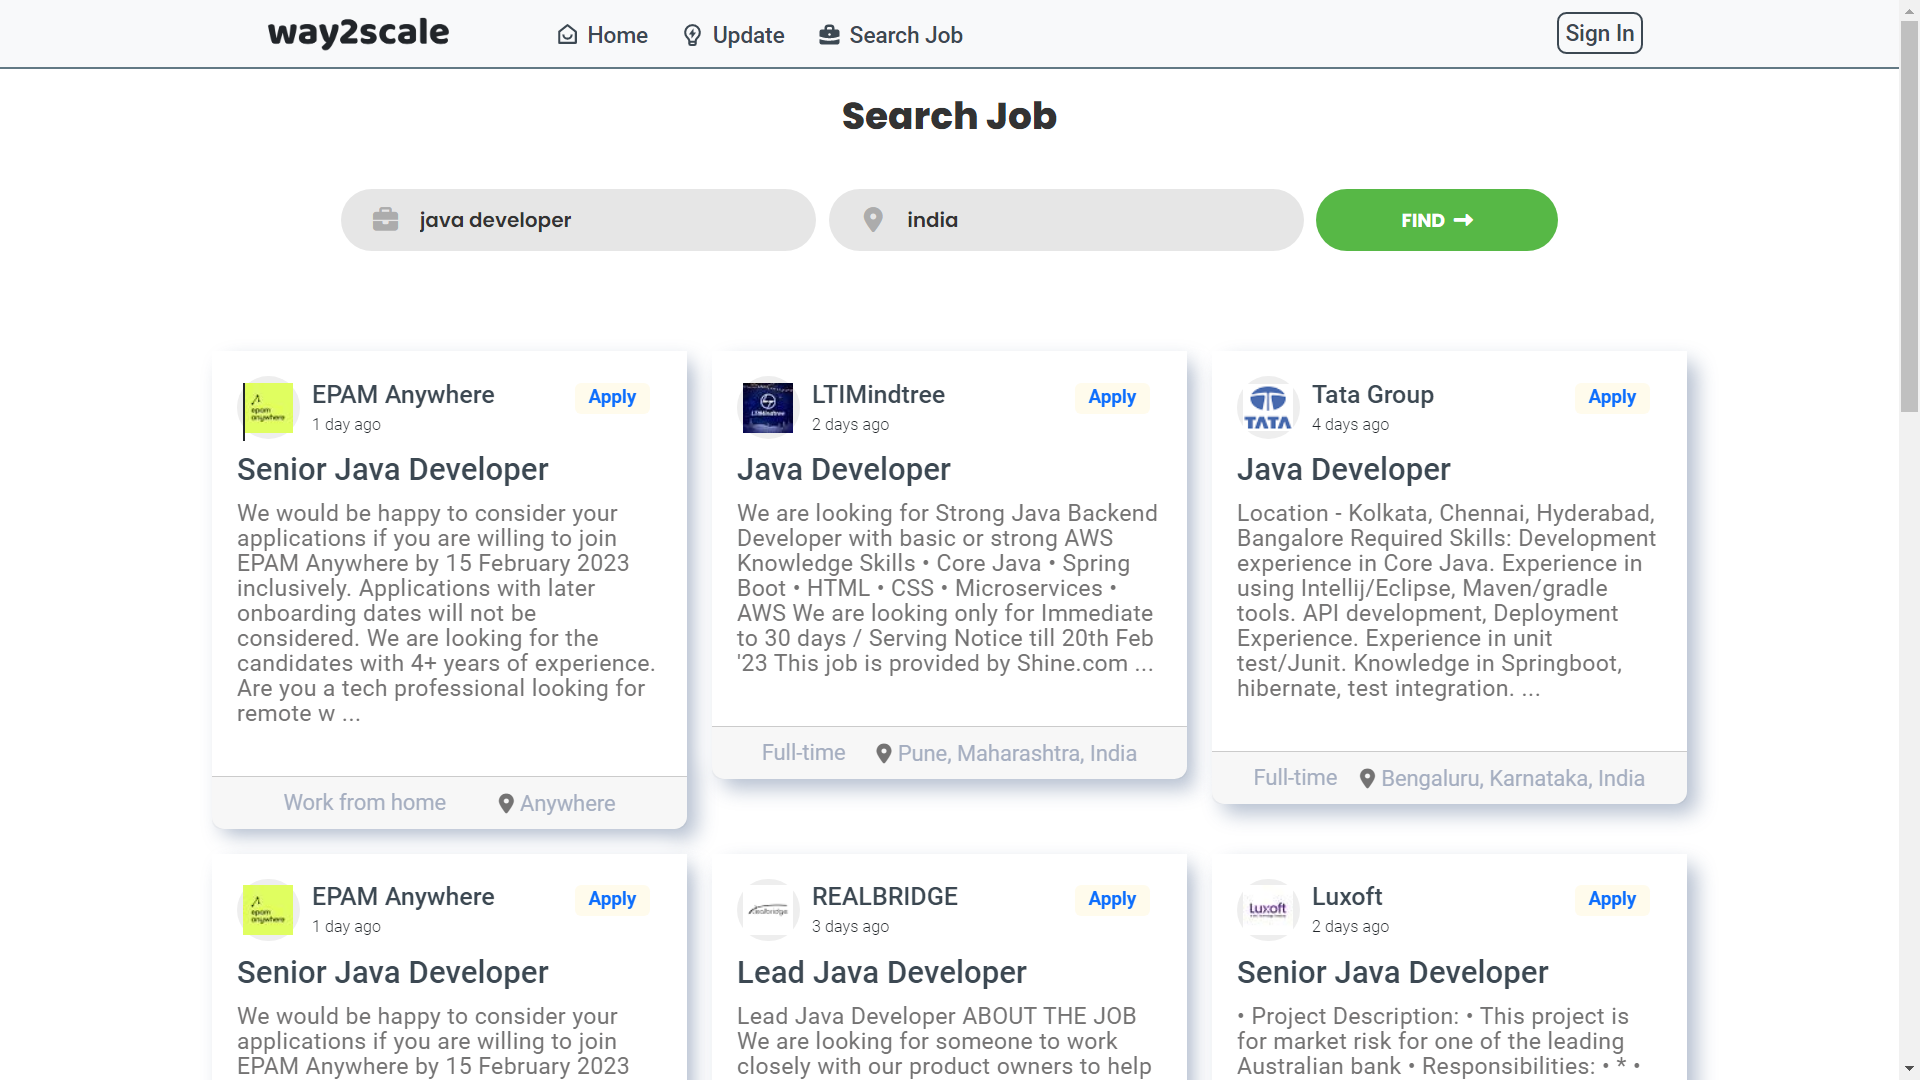 way2scale
Home
Update
Search Job
Sign In
Search Job
java developer
india
FIND
EPAM Anywhere
1 day ago
Apply
Senior Java Developer
We would be happy to consider your
applications if you are willing to join
EPAM Anywhere by 15 February 2023
inclusively. Applications with later
onboarding dates will not be
considered. We are looking for the
candidates with 4+ years of experience.
Are you a tech professional looking for
remote w ...
Work from home
Anywhere
LTIMindtree
2 days ago
Apply
Java Developer
We are looking for Strong Java Backend
Developer with basic or strong AWS
Knowledge Skills • Core Java • Spring
Boot • HTML • CSS • Microservices •
AWS We are looking only for Immediate
to 30 days / Serving Notice till 20th Feb
'23 This job is provided by Shine.com ...
Full-time
Pune, Maharashtra, India
TATA
Tata Group
4 days ago
Apply
Java Developer
Location - Kolkata, Chennai, Hyderabad,
Bangalore Required Skills: Development
experience in Core Java. Experience in
using Intellij/Eclipse, Maven/gradle
tools. API development, Deployment
Experience. Experience in unit
test/Junit. Knowledge in Springboot,
hibernate, test integration. ...
Full-time
Bengaluru, Karnataka, India
epam
anywhere
EPAM Anywhere
1 day ago
Apply
Senior Java Developer
We would be happy to consider your
applications if you are willing to join
EPAM Anywhere by 15 February 2023
realbridge
REALBRIDGE
3 days ago
Apply
Lead Java Developer
Lead Java Developer ABOUT THE JOB
We are looking for someone to work
closely with our product owners to help
Luxoft
Luxoft
2 days ago
Apply
Senior Java Developer
• Project Description: • This project is
for market risk for one of the leading
Australian bank • Responsibilities: • * •